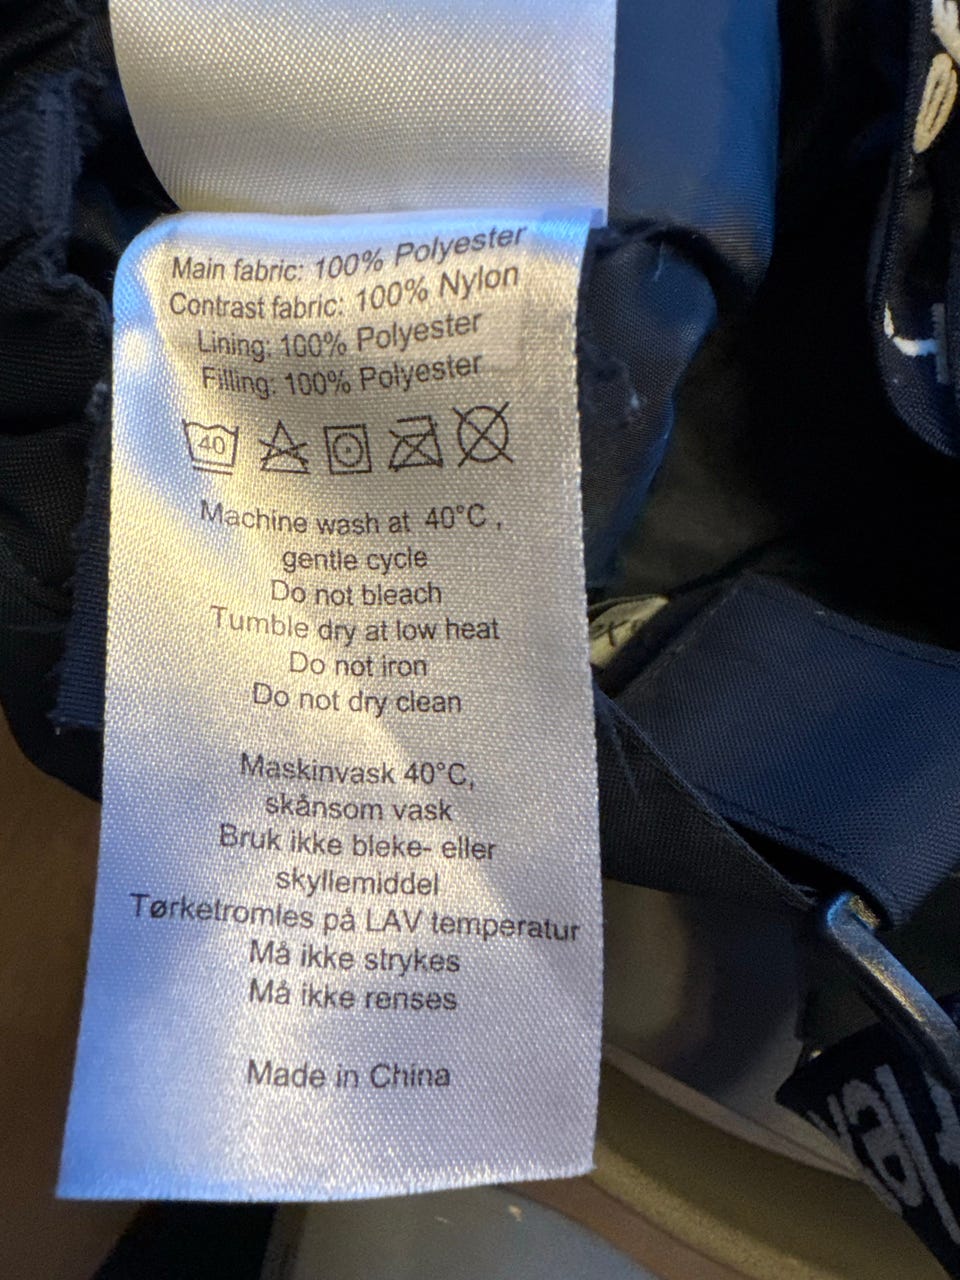 Main fabric: 100% Polyester
Contrast fabric: 100% Nylon
Lining: 100% Polyester
Filling: 100% Polyester
40
Machine wash at 40°C ,
gentle cycle
Do not bleach
Tumble dry at low heat
Do not iron
Do not dry clean
Maskinvask 40°C,
skånsom vask
Bruk ikke bleke- eller
skyllemiddel
Tørketromles på LAV temperatur
Må ikke strykes
Må ikke renses
Made in China